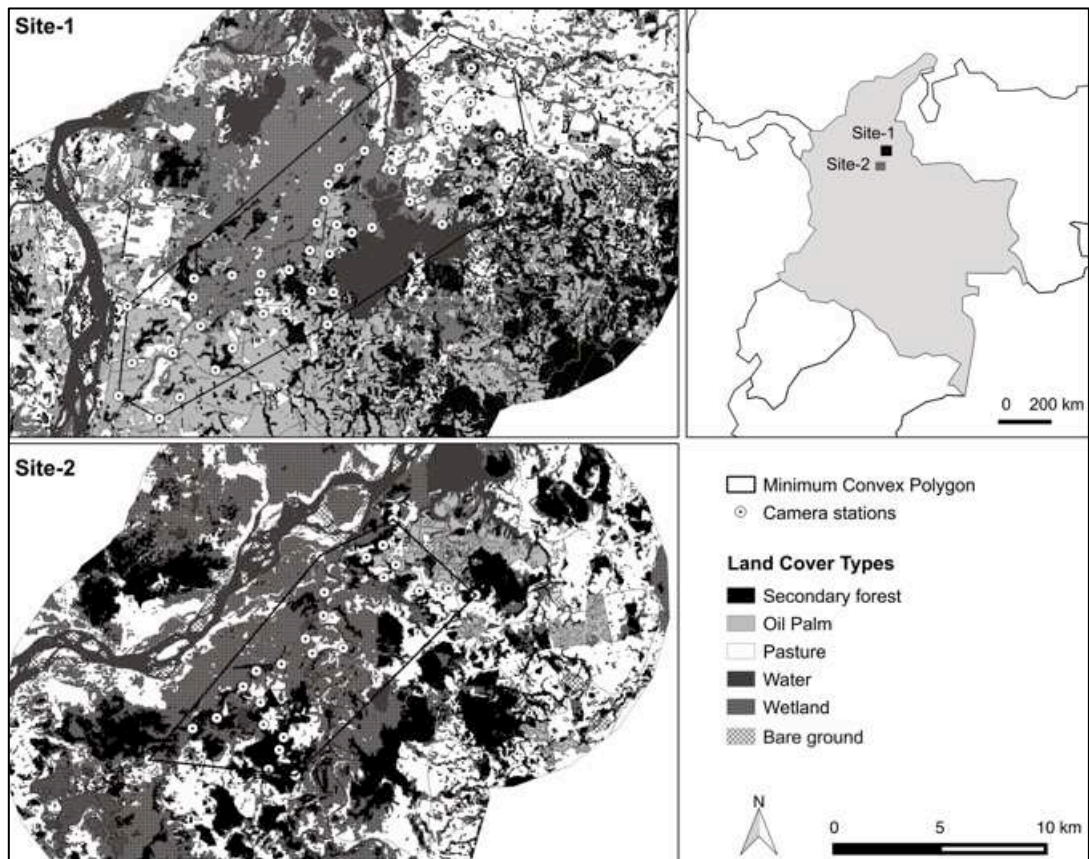 Site-1
Site-1
Site-2
0 200 km
Site-2
Minimum Convex Polygon
Camera stations
Land Cover Types
Secondary forest
Oil Palm
Pasture
Water
Wetland
Bare ground
N
0 5 10 km